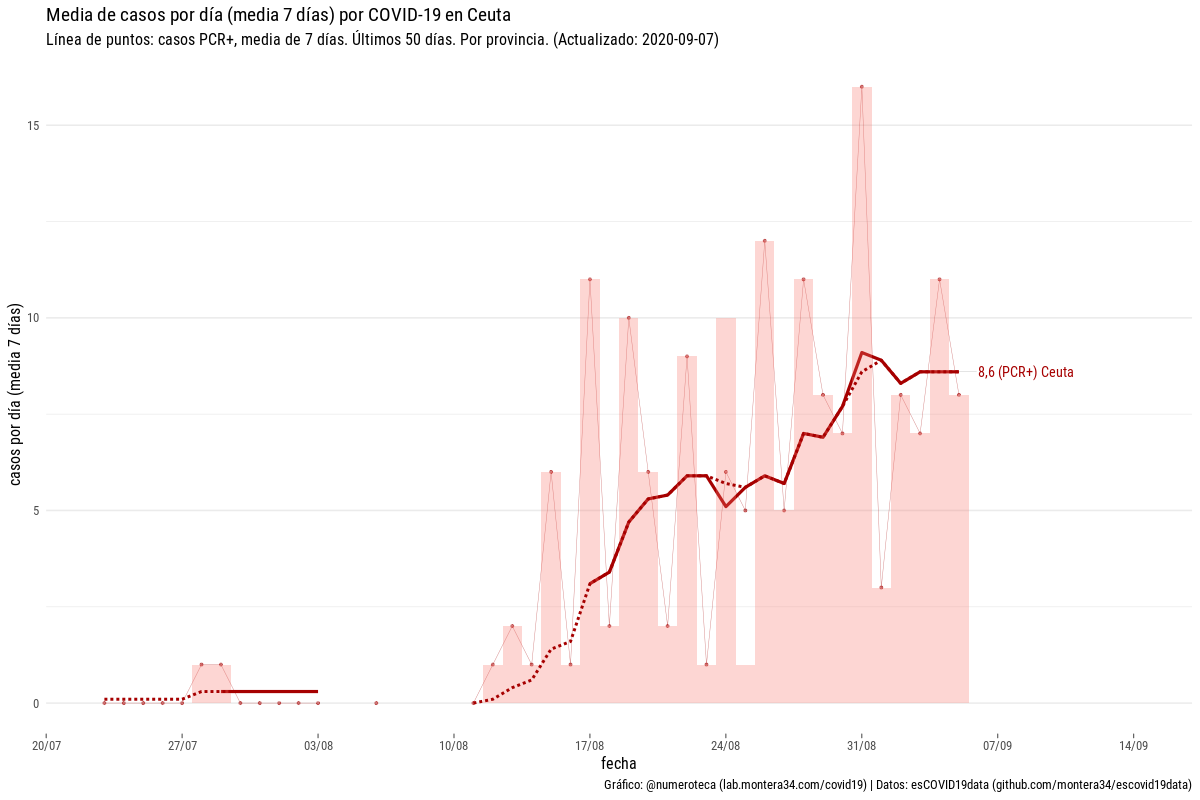 Media de casos por día (media 7 días) por COVID-19 en Ceuta
Línea de puntos: casos PCR+, media de 7 días. Últimos 50 días. Por provincia. (Actualizado: 2020-09-07)
casos por día (media 7 días)
15
10
5
0
8,6 (PCR+) Ceuta
20/07
27/07
03/08
10/08
17/08
24/08
31/08
07/09
14/09
fecha
Gráfico: @numeroteca (lab.montera34.com/covid19) | Datos: esCOVID19data (github.com/montera34/escovid19data)